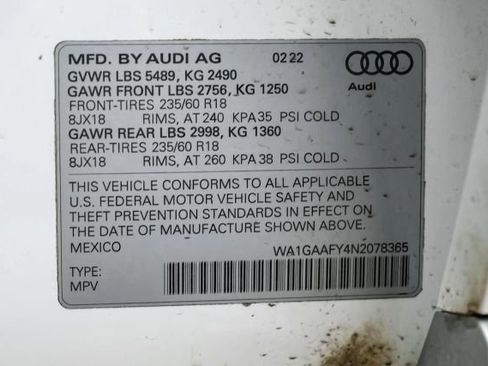 MFD. BY AUDI AG 02 22
GVWR LBS 5489, KG 2490
GAWR FRONT LBS 2756, KG 1250
FRONT-TIRES 235/60 R18
8JX18 RIMS, AT 240 KPA 35 PSI COLD
GAWR REAR LBS 2998, KG 1360
REAR-TIRES 235/60 R18
8JX18 RIMS, AT 260 KPA 38 PSI COLD
Audi
THIS VEHICLE CONFORMS TO ALL APPLICABLE
U.S. FEDERAL MOTOR VEHICLE SAFETY AND
THEFT PREVENTION STANDARDS IN EFFECT ON
THE DATE OF MANUFACTURE SHOWN ABOVE.
MEXICO WA1GAAFY4N2078365
TYPE:
MPV